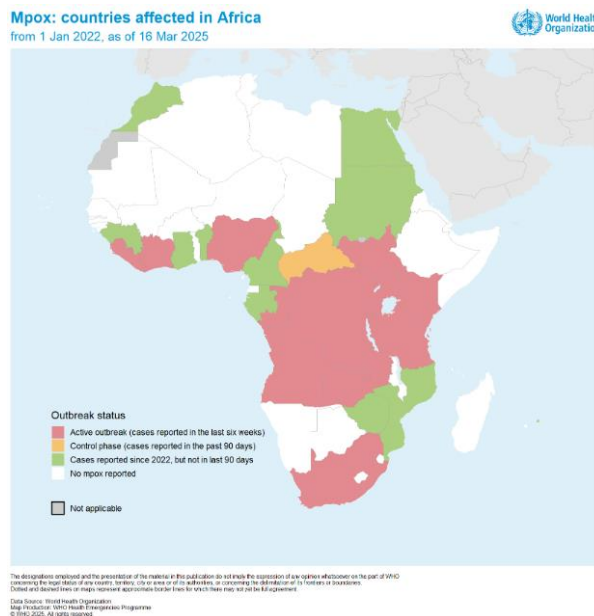 Mpox: countries affected in Africa
from 1 Jan 2022, as of 16 Mar 2025
World Health
Organization
Outbreak status
Active outbreak (cases reported in the last six weeks)
Control phase (cases reported in the past 90 days)
Cases reported since 2022, but not in last 90 days
No mpox reported
Not applicable
The designations employed and the presentation of the material in this publication do not imply the expression of any opinion whatsoever on the part of WHO
concerning the legal status of any country, territory, city or area or of its authorities, or concerning the delimitation of its frontiers or boundaries.
Dotted and dashed lines on maps represent approximate border lines for which there may not yet be full agreement.
Data Source: World Health Organization
Map Production: WHO Health Emergencies Programme
© WHO 2025. All rights reserved.